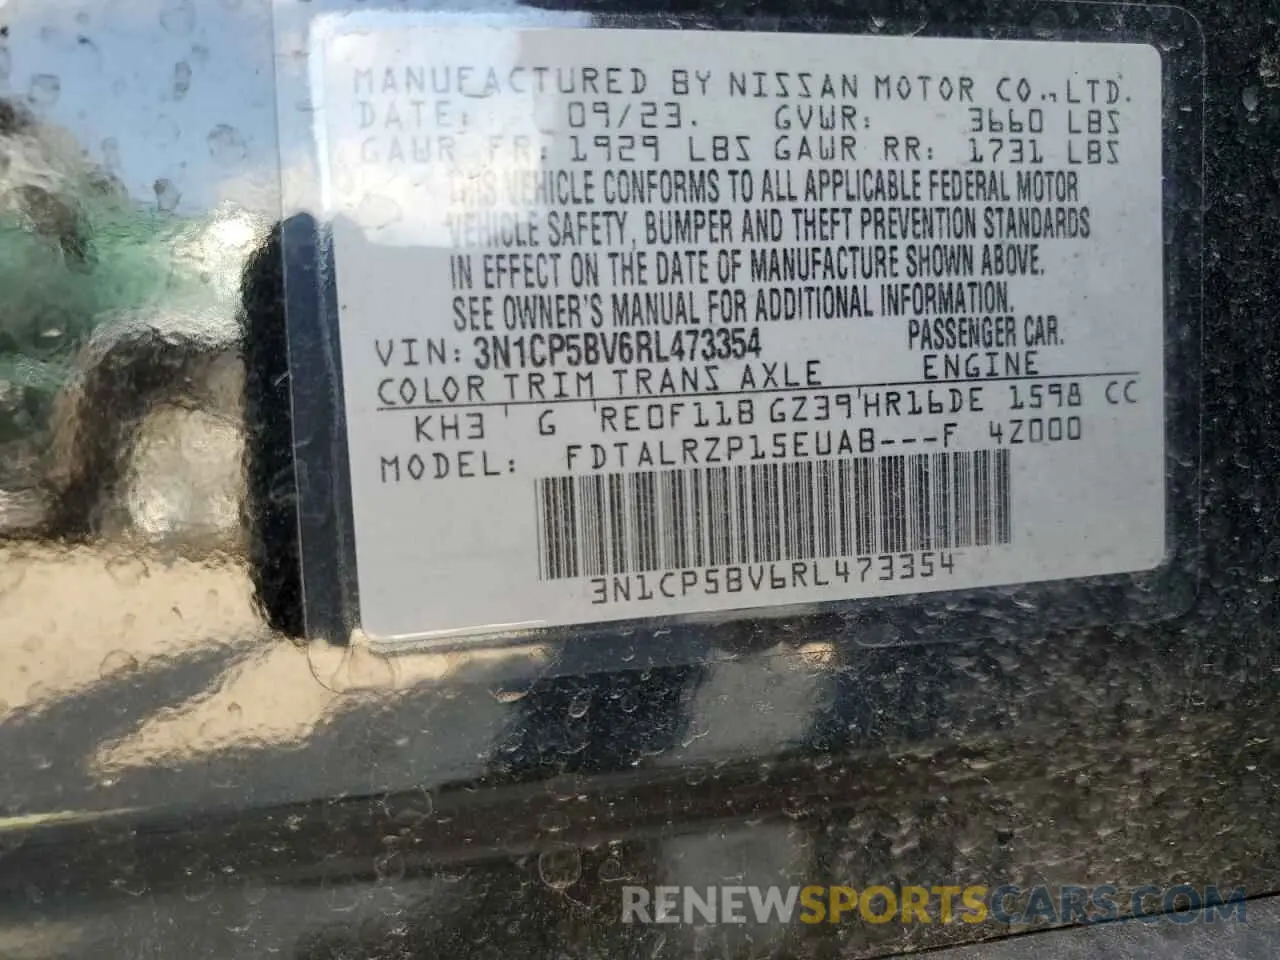 MANUFACTURED BY NISSAN MOTOR CO., LTD.
DATE: 09/23. GVWR: 3660 LBS
GAWR FR: 1929 LBS GAWR RR: 1731 LBS
THIS VEHICLE CONFORMS TO ALL APPLICABLE FEDERAL MOTOR
VEHICLE SAFETY, BUMPER AND THEFT PREVENTION STANDARDS
IN EFFECT ON THE DATE OF MANUFACTURE SHOWN ABOVE.
SEE OWNER'S MANUAL FOR ADDITIONAL INFORMATION.
VIN: 3N1CP5BV6RL473354 PASSENGER CAR.
COLOR TRIM TRANS AXLE ENGINE
KH3 ' G 'RE0F11B GZ39'HR16DE 1598 CC
MODEL: FDTALRZP15EUAB---F 4Z000
3N1CP5BV6RL473354
RENEWSPORTSCARS.COM